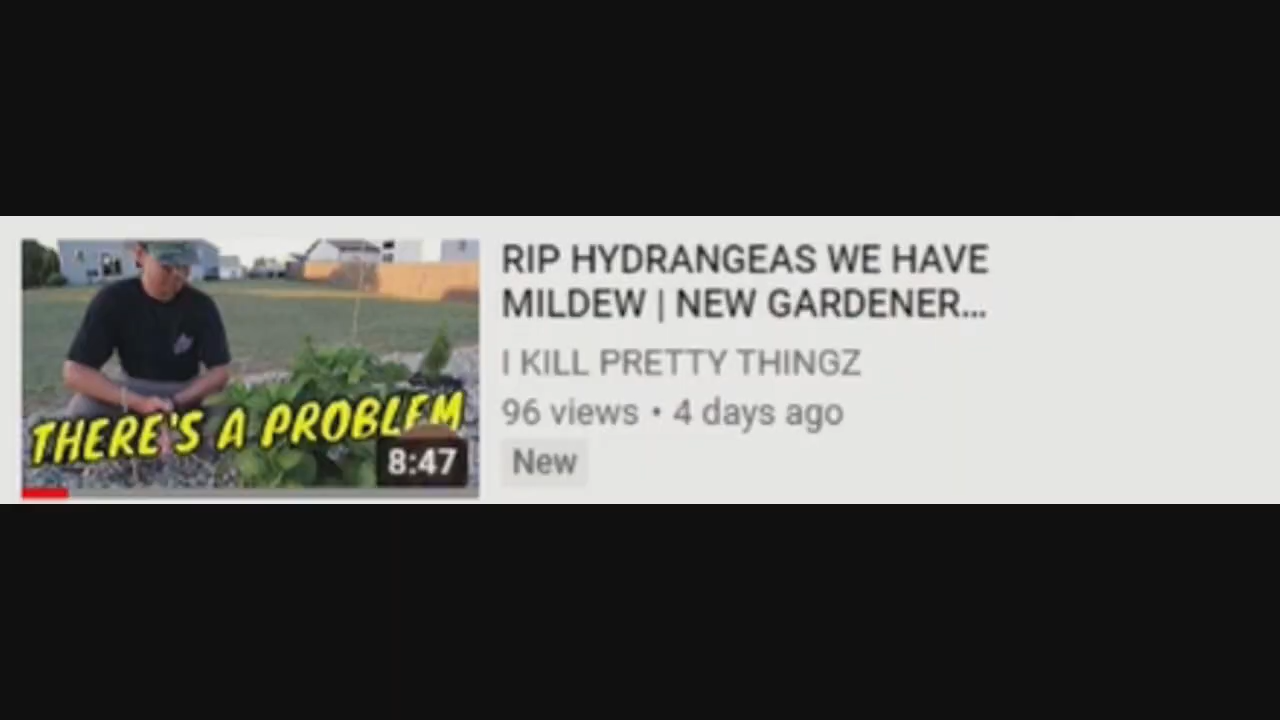 THERE'S A PROBLEM
8:47
RIP HYDRANGEAS WE HAVE
MILDEW | NEW GARDENER...
I KILL PRETTY THINGZ
96 views • 4 days ago
New